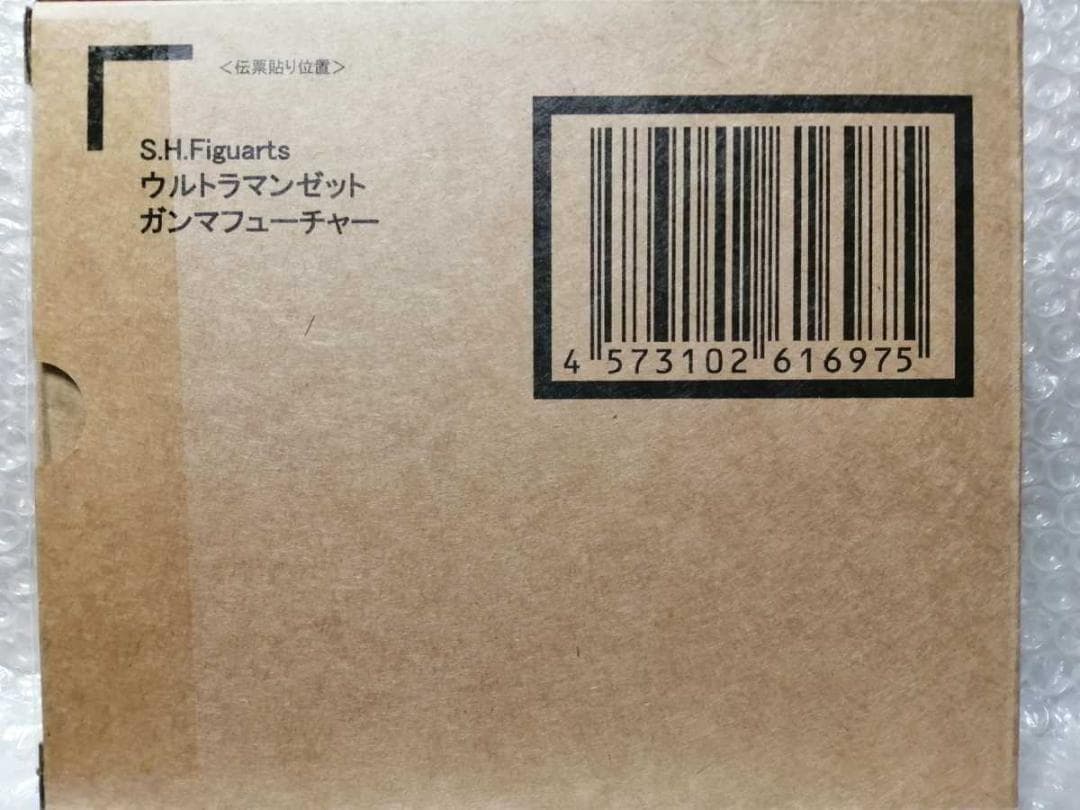 <伝票貼り位置>
S.H.Figuarts
ウルトラマンゼット
ガンマフューチャー
4 573102 616975